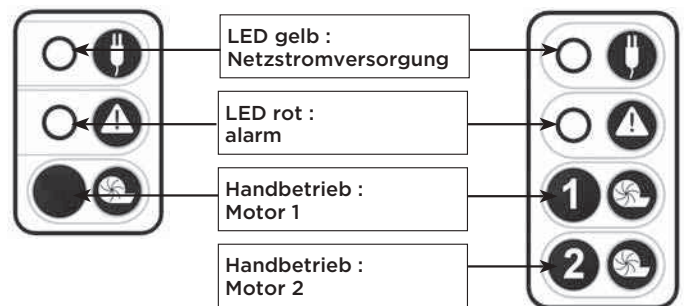 LED gelb :
Netzstromversorgung
LED rot :
alarm
Handbetrieb :
Motor 1
1
Handbetrieb :
Motor 2
2